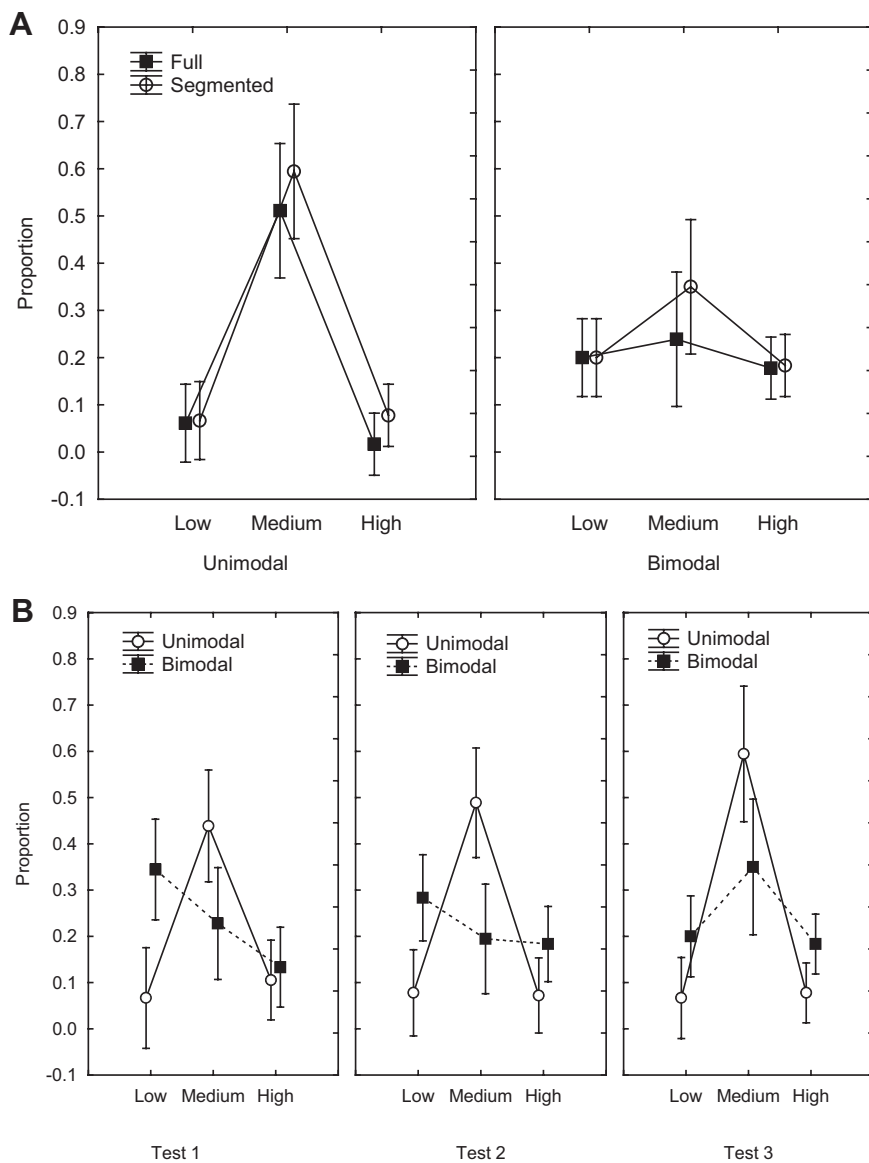 A
0.9
0.8
0.7
0.6
0.5
0.4
0.3
0.2
0.1
0.0
-0.1
Proportion
Full
Segmented
Low Medium High
Unimodal
Low Medium High
Bimodal
B
0.9
0.8
0.7
0.6
0.5
0.4
0.3
0.2
0.1
0.0
-0.1
Proportion
Unimodal
Bimodal
Unimodal
Bimodal
Unimodal
Bimodal
Low Medium High
Low Medium High
Low Medium High
Test 1
Test 2
Test 3